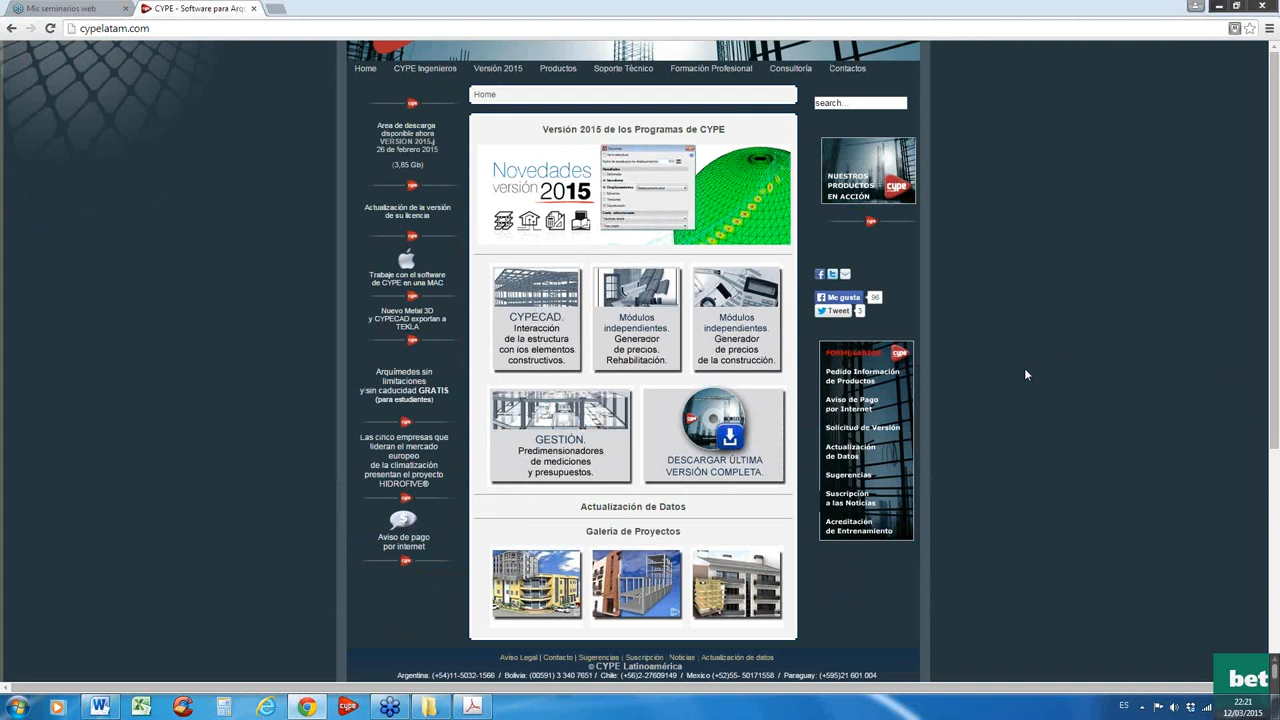 Mis seminarios web
CYPE - Software para Arqu
cypelatam.com
Home
CYPE Ingenieros
Versión 2015
Productos
Soporte Técnico
Formación Profesional
Consultoría
Contactos
Area de descarga
disponible ahora
VERSION 2015.j
26 de febrero 2015
(3,85 Gb)
Actualización de la versión
de su licencia
Trabaje con el software
de CYPE en una MAC
Nuevo Metal 3D
y CYPECAD exportan a
TEKLA
Arquímedes sin
limitaciones
y sin caducidad GRATIS
(para estudiantes)
Las cinco empresas que
lideran el mercado
europeo
de la climatización
presentan el proyecto
HIDROFIVE®
Aviso de pago
por internet
Home
Versión 2015 de los Programas de CYPE
Novedades
versión 2015
CYPECAD.
Interacción
de la estructura
con los elementos
constructivos.
Módulos
independientes.
Generador
de precios.
Rehabilitación.
Módulos
independientes.
Generador
de precios
de la construcción.
GESTIÓN.
Predimensionadores
de mediciones
y presupuestos.
DESCARGAR ÚLTIMA
VERSIÓN COMPLETA.
Actualización de Datos
Galería de Proyectos
search...
NUESTROS
PRODUCTOS
EN ACCIÓN
cype
Me gusta 96
Tweet 3
FORMULARIOS
cype
Pedido Información
de Productos
Aviso de Pago
por Internet
Solicitud de Versión
Actualización
de Datos
Sugerencias
Suscripción
a las Noticias
Acreditación
de Entrenamiento
Aviso Legal | Contacto | Sugerencias | Suscripción | Noticias | Actualización de datos
© CYPE Latinoamérica
Argentina: (+54)11-5032-1566 / Bolivia: (00591) 3 340 7651 / Chile: (+56)2-27609149 / Mexico (+52)55- 50171558 / Paraguay: (+595)21 601 004
bet
ES
22:21
12/03/2015